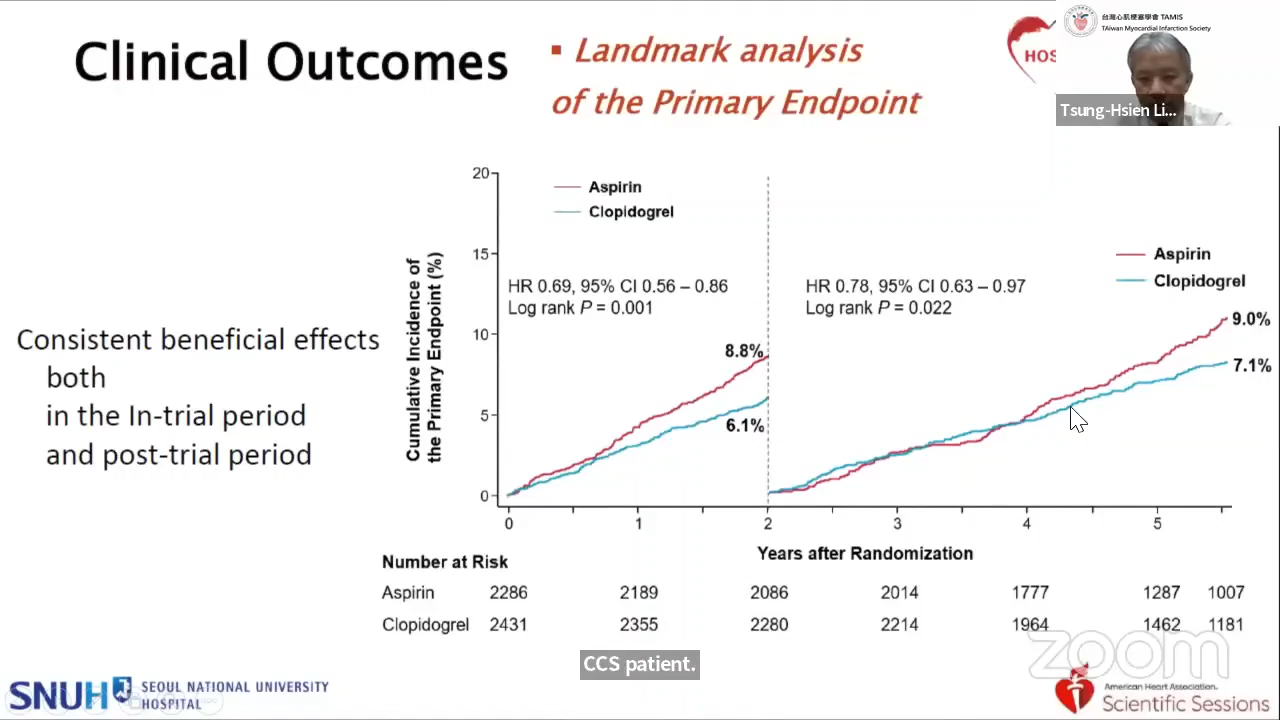 Clinical Outcomes
▪ Landmark analysis
of the Primary Endpoint
HOS
台灣心肌梗塞學會 TAMIS
TAiwan Myocardial Infarction Society
Tsung-Hsien Li...
Consistent beneficial effects
both
in the In-trial period
and post-trial period
Cumulative Incidence of
the Primary Endpoint (%)
20
15
10
5
0
Aspirin
Clopidogrel
HR 0.69, 95% CI 0.56 – 0.86
Log rank P = 0.001
8.8%
6.1%
HR 0.78, 95% CI 0.63 – 0.97
Log rank P = 0.022
Aspirin
Clopidogrel
9.0%
7.1%
0 1 2 3 4 5
Years after Randomization
Number at Risk
Aspirin 2286 2189 2086 2014 1777 1287 1007
Clopidogrel 2431 2355 2280 2214 1964 1462 1181
zoom
CCS patient.
SNUH SEOUL NATIONAL UNIVERSITY
HOSPITAL
American Heart Association.
Scientific Sessions